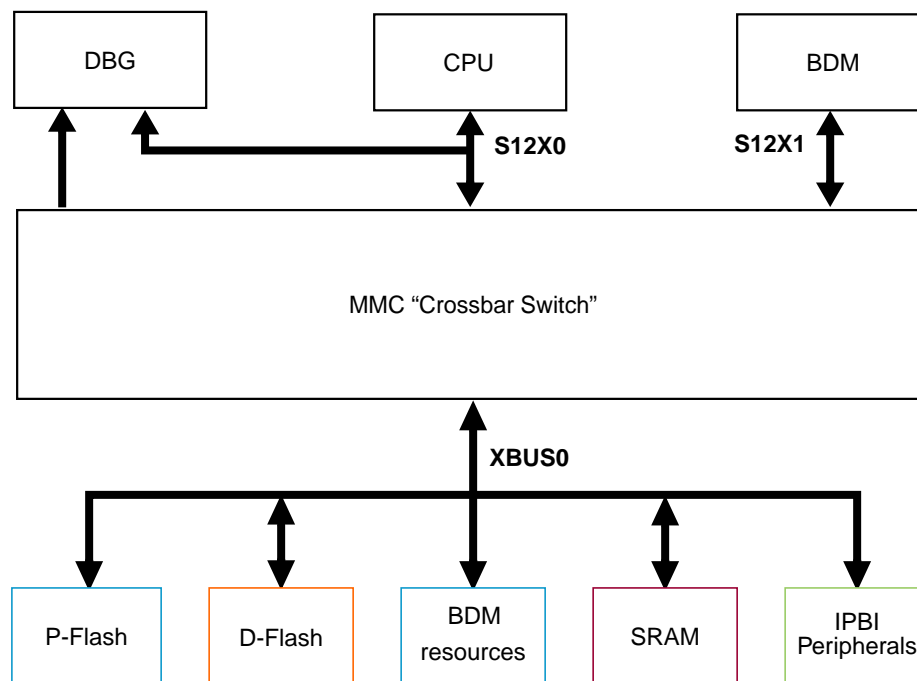 DBG
CPU
BDM
S12X0
S12X1
MMC “Crossbar Switch”
XBUS0
P-Flash
D-Flash
BDM
resources
SRAM
IPBI
Peripherals